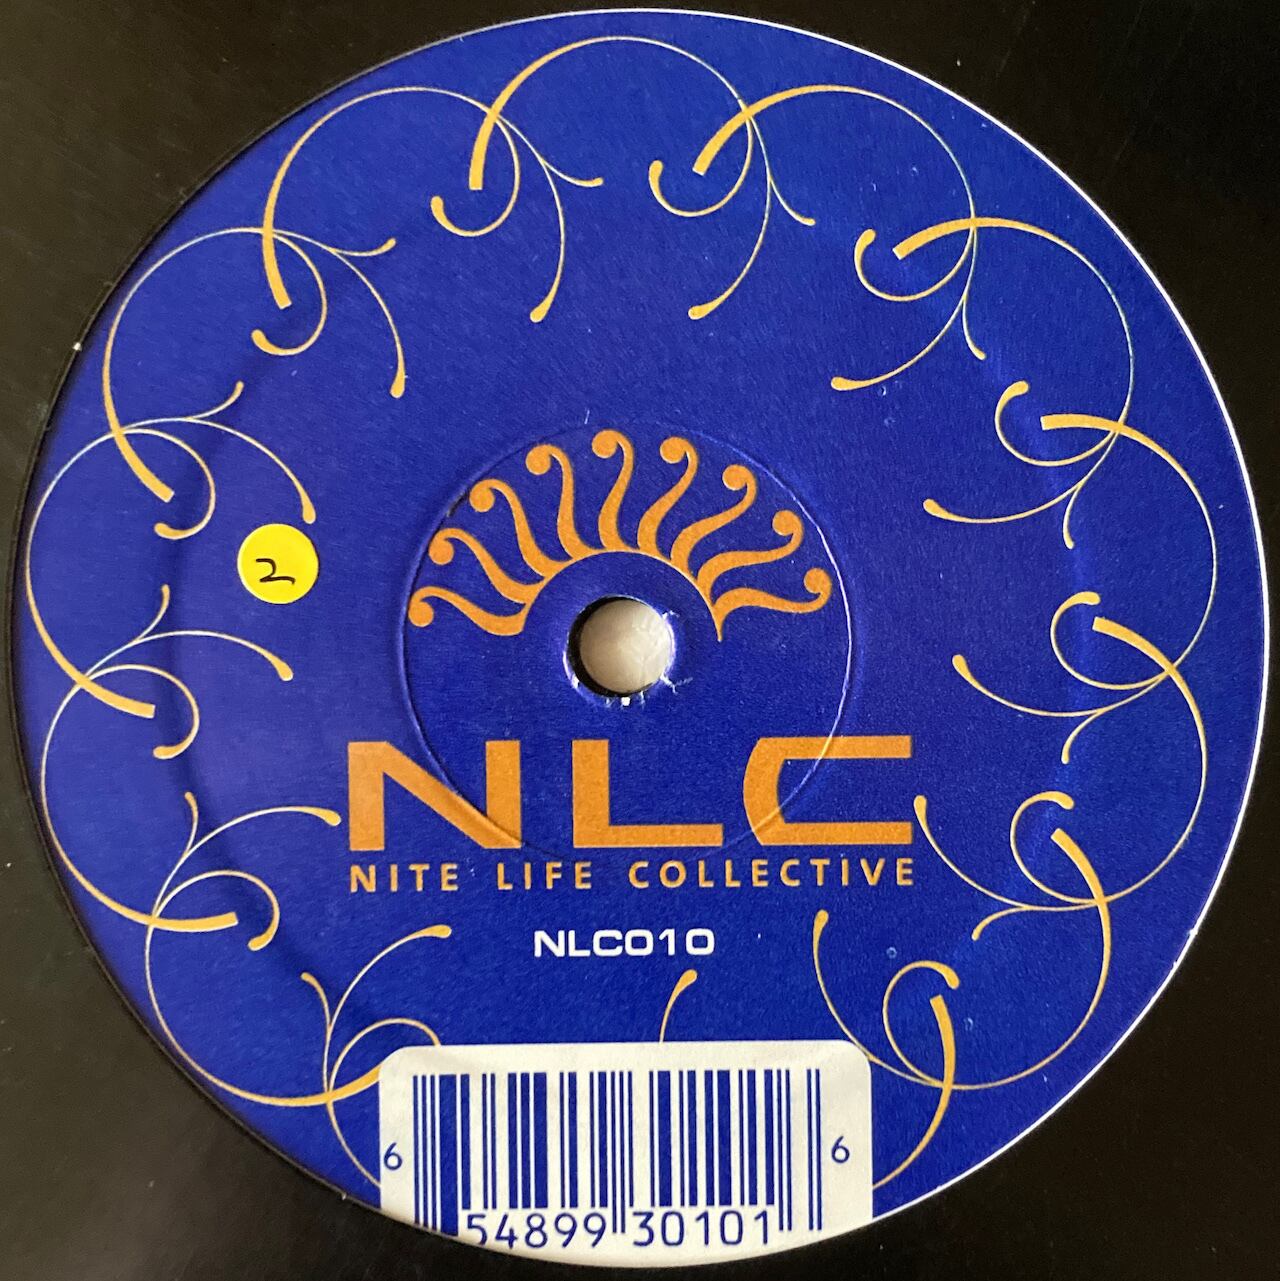 2
NLC
NITE LIFE COLLECTIVE
NLC010
6 54899 30101 6